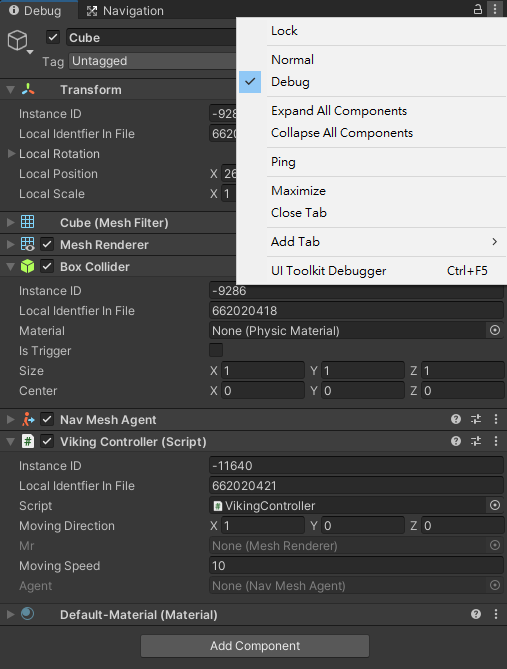 Debug Navigation
Cube
Tag Untagged
Lock
Normal
Debug
Expand All Components
Collapse All Components
Ping
Maximize
Close Tab
Add Tab
UI Toolkit Debugger Ctrl+F5
Transform
Instance ID -928
Local Identfier In File 6620
Local Rotation
Local Position X 26
Local Scale X 1
Cube (Mesh Filter)
Mesh Renderer
Box Collider
Instance ID -9286
Local Identfier In File 662020418
Material None (Physic Material)
Is Trigger
Size X 1 Y 1 Z 1
Center X 0 Y 0 Z 0
Nav Mesh Agent
# Viking Controller (Script)
Instance ID -11640
Local Identfier In File 662020421
Script # VikingController
Moving Direction X 1 Y 0 Z 0
Mr None (Mesh Renderer)
Moving Speed 10
Agent None (Nav Mesh Agent)
Default-Material (Material)
Add Component